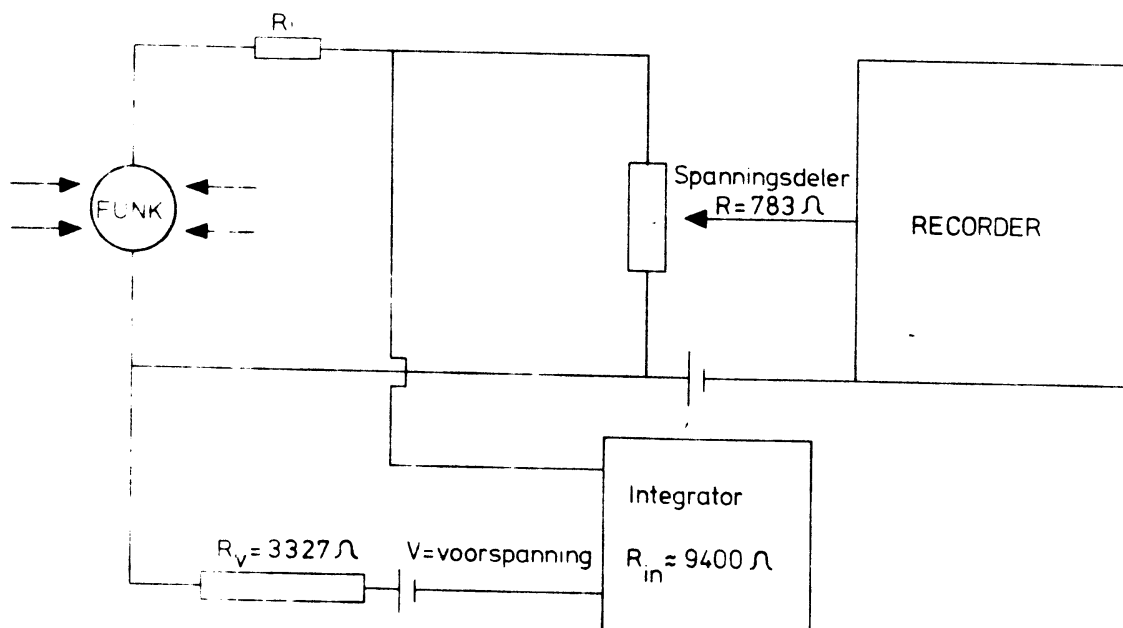 R
FUNK
Spanningsdeler
R=783 Ω
RECORDER
Integrator
R_in ≈ 9400 Ω
R_v = 3327 Ω
V=voorspanning